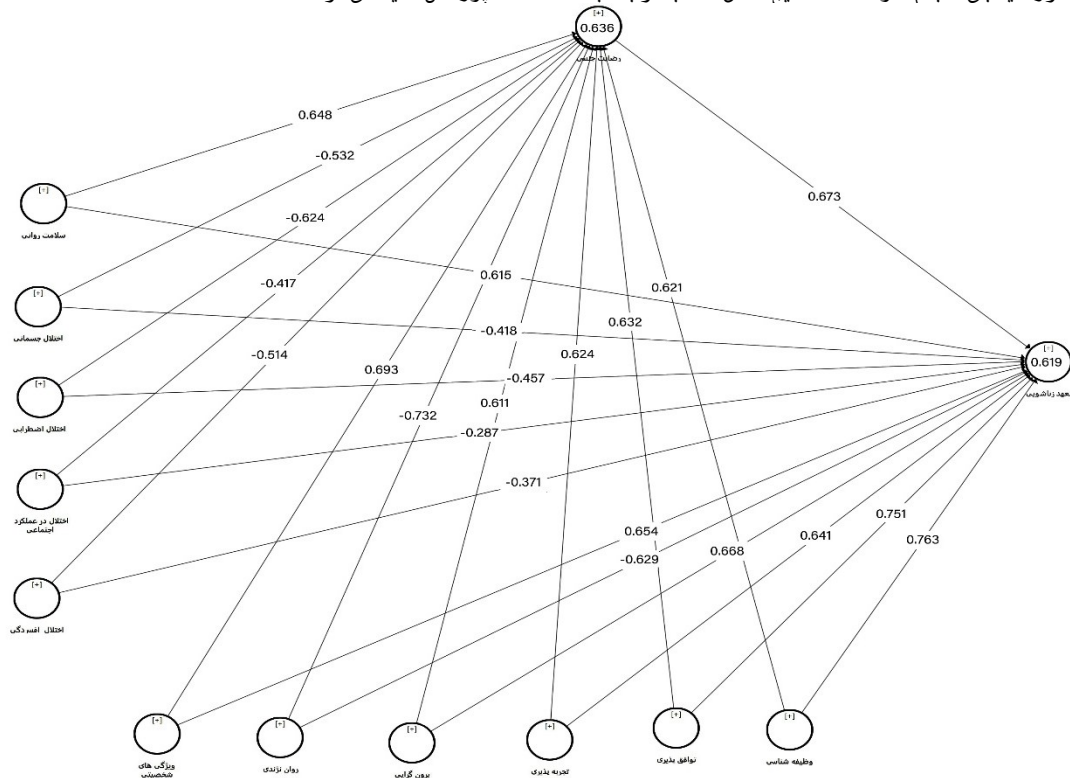 [+]
0.636
رضایت جنسی
0.648
-0.532
0.673
[+]
سلامت روانی
-0.624
-0.417
0.615
0.621
[+]
اختلال جسمانی
-0.418
0.632
-0.514
0.624
[+]
0.619
تعهد زناشویی
0.693
-0.457
[+]
اختلال اضطرابی
0.611
-0.732
-0.287
[+]
اختلال در عملکرد
اجتماعی
-0.371
0.654
-0.629
0.668
0.641
0.751
0.763
[+]
اختلال افسردگی
[+]
ویژگی های
شخصیتی
[+]
روان نژندی
[+]
برون گرایی
[+]
تجربه پذیری
[+]
توافق پذیری
[+]
وظیفه شناسی